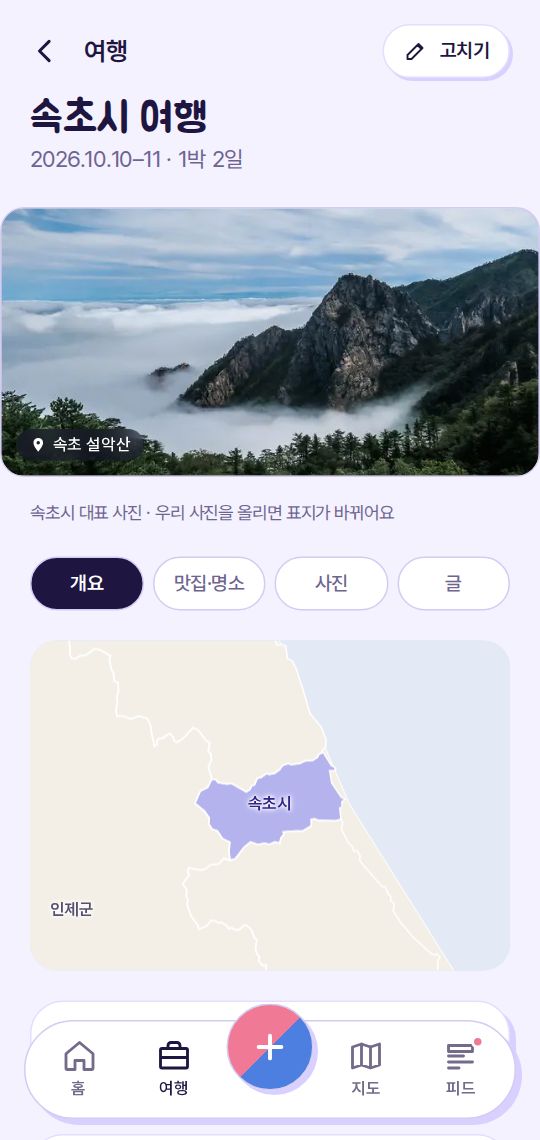 여행
고치기
속초시 여행
2026.10.10–11 · 1박 2일
속초 설악산
속초시 대표 사진 · 우리 사진을 올리면 표지가 바뀌어요
개요
맛집·명소
사진
글
속초시
인제군
홈
여행
지도
피드